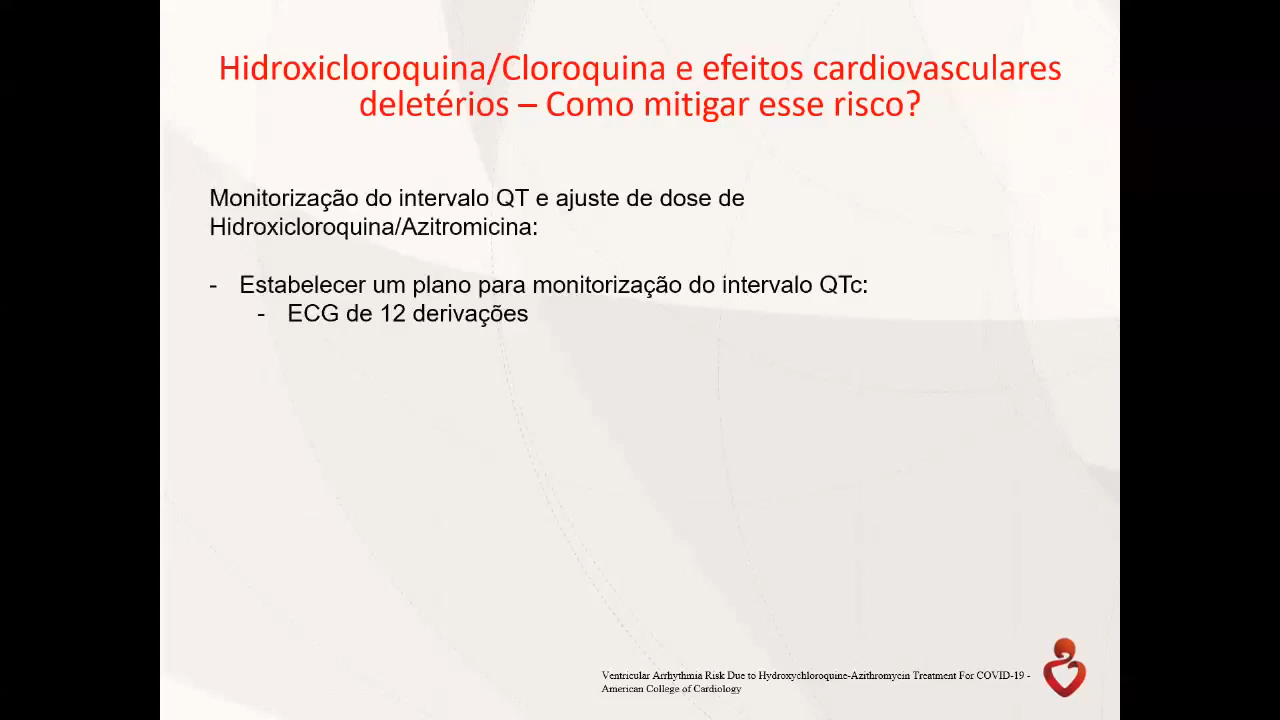 Hidroxicloroquina/Cloroquina e efeitos cardiovasculares
deletérios – Como mitigar esse risco?
Monitorização do intervalo QT e ajuste de dose de
Hidroxicloroquina/Azitromicina:
- Estabelecer um plano para monitorização do intervalo QTc:
- ECG de 12 derivações
Ventricular Arrhythmia Risk Due to Hydroxychloroquine-Azithromycin Treatment For COVID-19 -
American College of Cardiology